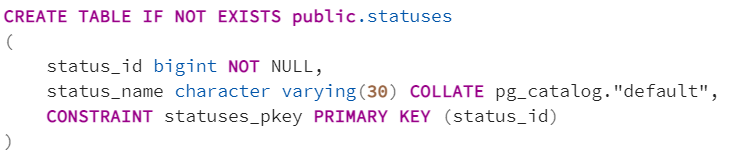 CREATE TABLE IF NOT EXISTS public.statuses
(
    status_id bigint NOT NULL,
    status_name character varying(30) COLLATE pg_catalog."default",
    CONSTRAINT statuses_pkey PRIMARY KEY (status_id)
)